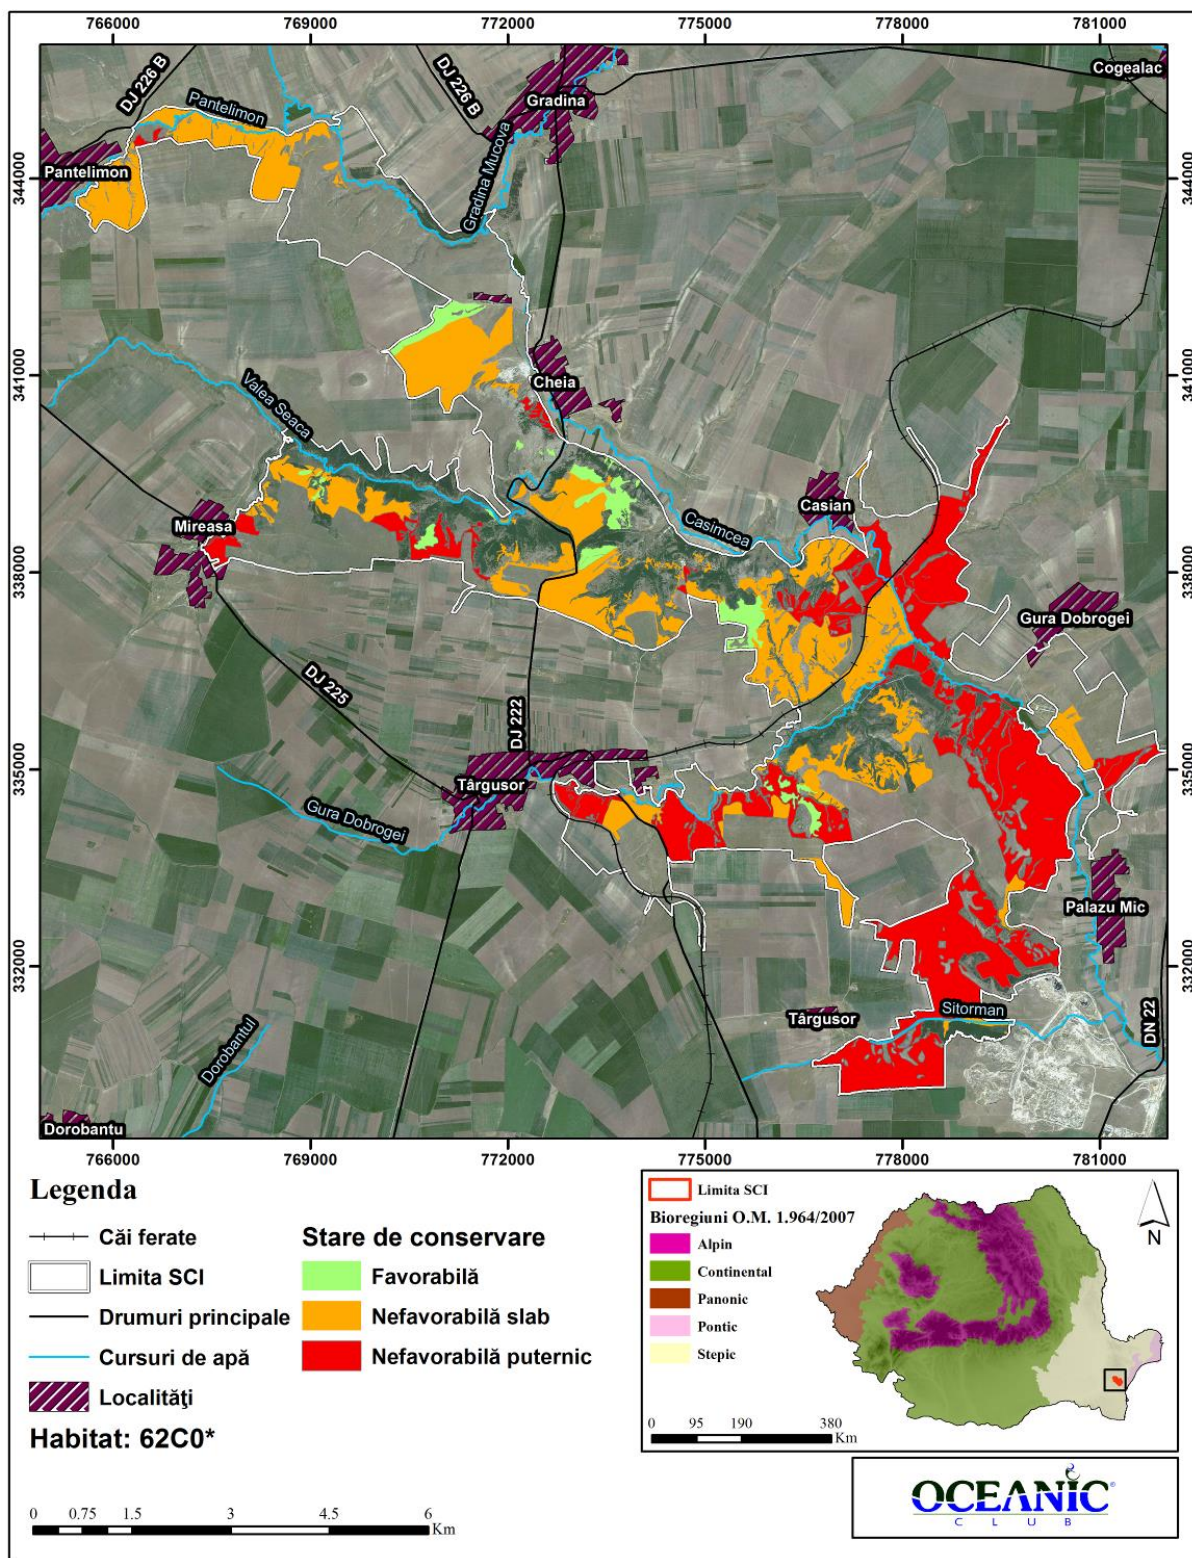 766000 769000 772000 775000 778000 781000
DJ 226 B
Pantelimon
DJ 226 B
Gradina
Cogealac
344000
Pantelimon
Gradina Mucova
344000
341000
Cheia
341000
Valea Seaca
Mireasa
Casimcea
Casian
338000
Gura Dobrogei
338000
DJ 225
DJ 222
335000
Târgusor
335000
Gura Dobrogei
Palazu Mic
332000
332000
Târgusor
Sitorman
DN 22
Dorobantul
Dorobantu
766000 769000 772000 775000 778000 781000
Legenda
Căi ferate
Limita SCI
Drumuri principale
Cursuri de apă
Localităţi
Habitat: 62C0*
Stare de conservare
Favorabilă
Nefavorabilă slab
Nefavorabilă puternic
0 0.75 1.5 3 4.5 6
Km
Limita SCI
Bioregiuni O.M. 1.964/2007
Alpin
Continental
Panonic
Pontic
Stepic
0 95 190 380
Km
N
OCEANIC
CLUB